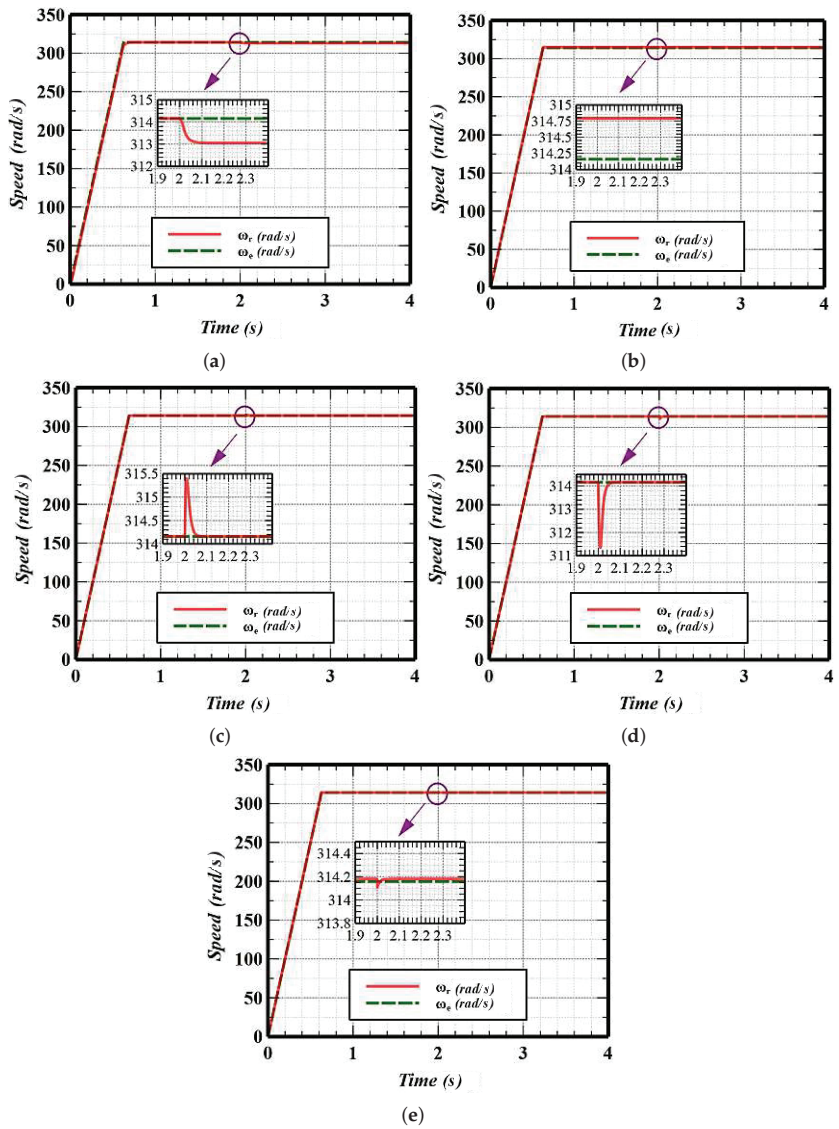 350
300
250
200
150
100
50
0
Speed (rad/s)
315
314
313
312
1.9 2 2.1 2.2 2.3
ωr (rad/s)
ωe (rad/s)
0 1 2 3 4
Time (s)
(a)
350
300
250
200
150
100
50
0
Speed (rad/s)
315
314.75
314.5
314.25
314
1.9 2 2.1 2.2 2.3
ωr (rad/s)
ωe (rad/s)
0 1 2 3 4
Time (s)
(b)
350
300
250
200
150
100
50
0
Speed (rad/s)
315.5
315
314.5
314
1.9 2 2.1 2.2 2.3
ωr (rad/s)
ωe (rad/s)
0 1 2 3 4
Time (s)
(c)
350
300
250
200
150
100
50
0
Speed (rad/s)
314
313
312
311
1.9 2 2.1 2.2 2.3
ωr (rad/s)
ωe (rad/s)
0 1 2 3 4
Time (s)
(d)
350
300
250
200
150
100
50
0
Speed (rad/s)
314.4
314.2
314
313.8
1.9 2 2.1 2.2 2.3
ωr (rad/s)
ωe (rad/s)
0 1 2 3 4
Time (s)
(e)